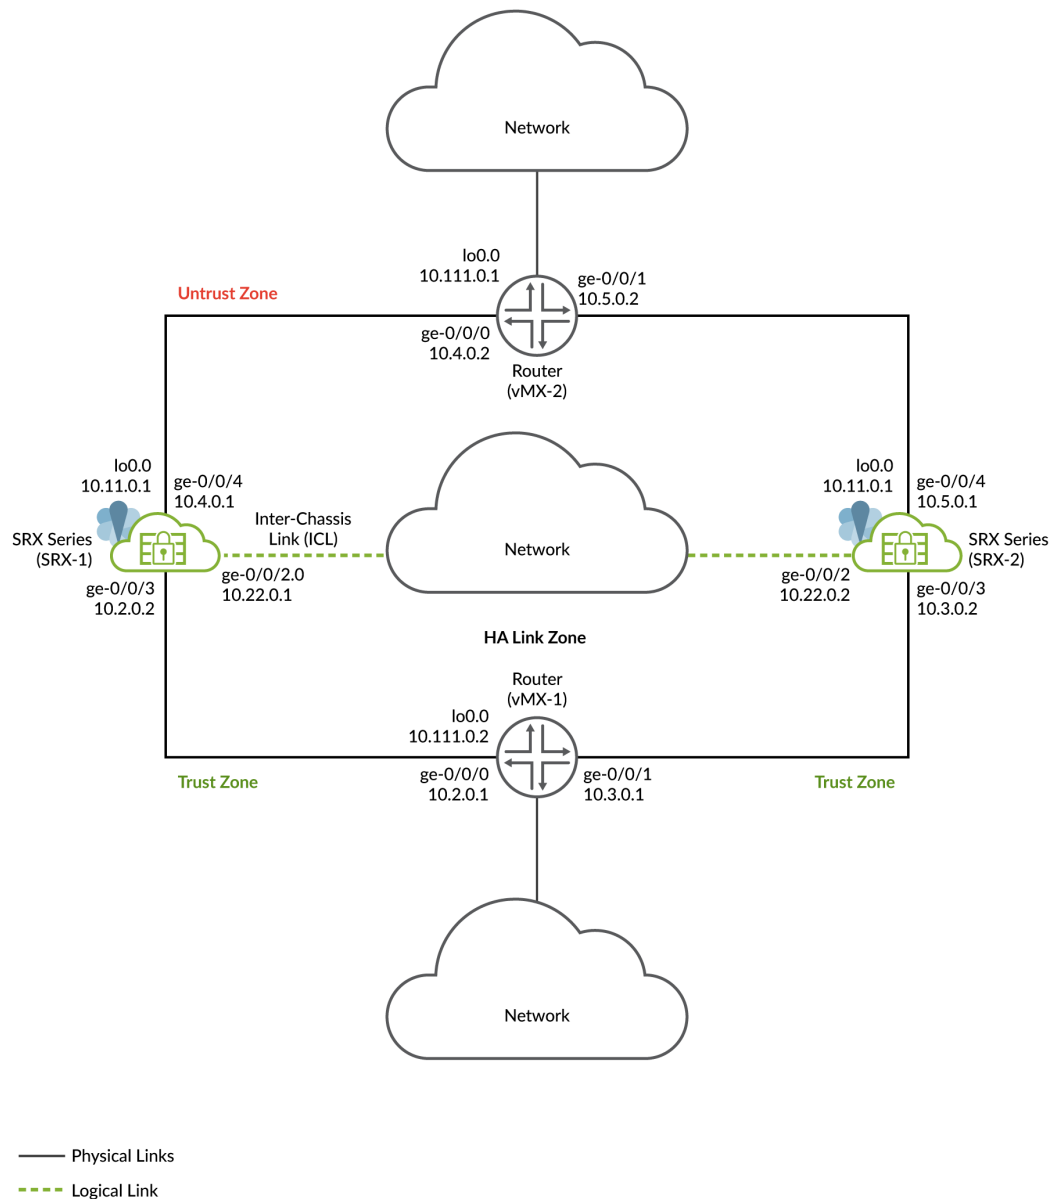 Network
lo0.0
10.111.0.1
ge-0/0/1
10.5.0.2
Untrust Zone
ge-0/0/0
10.4.0.2
Router
(vMX-2)
lo0.0
10.11.0.1
ge-0/0/4
10.4.0.1
SRX Series
(SRX-1)
Inter-Chassis
Link (ICL)
ge-0/0/3
10.2.0.2
ge-0/0/2.0
10.22.0.1
Network
lo0.0
10.11.0.1
ge-0/0/4
10.5.0.1
SRX Series
(SRX-2)
ge-0/0/2
10.22.0.2
ge-0/0/3
10.3.0.2
HA Link Zone
Router
(vMX-1)
lo0.0
10.111.0.2
ge-0/0/0
10.2.0.1
ge-0/0/1
10.3.0.1
Trust Zone
Trust Zone
Network
Physical Links
Logical Link